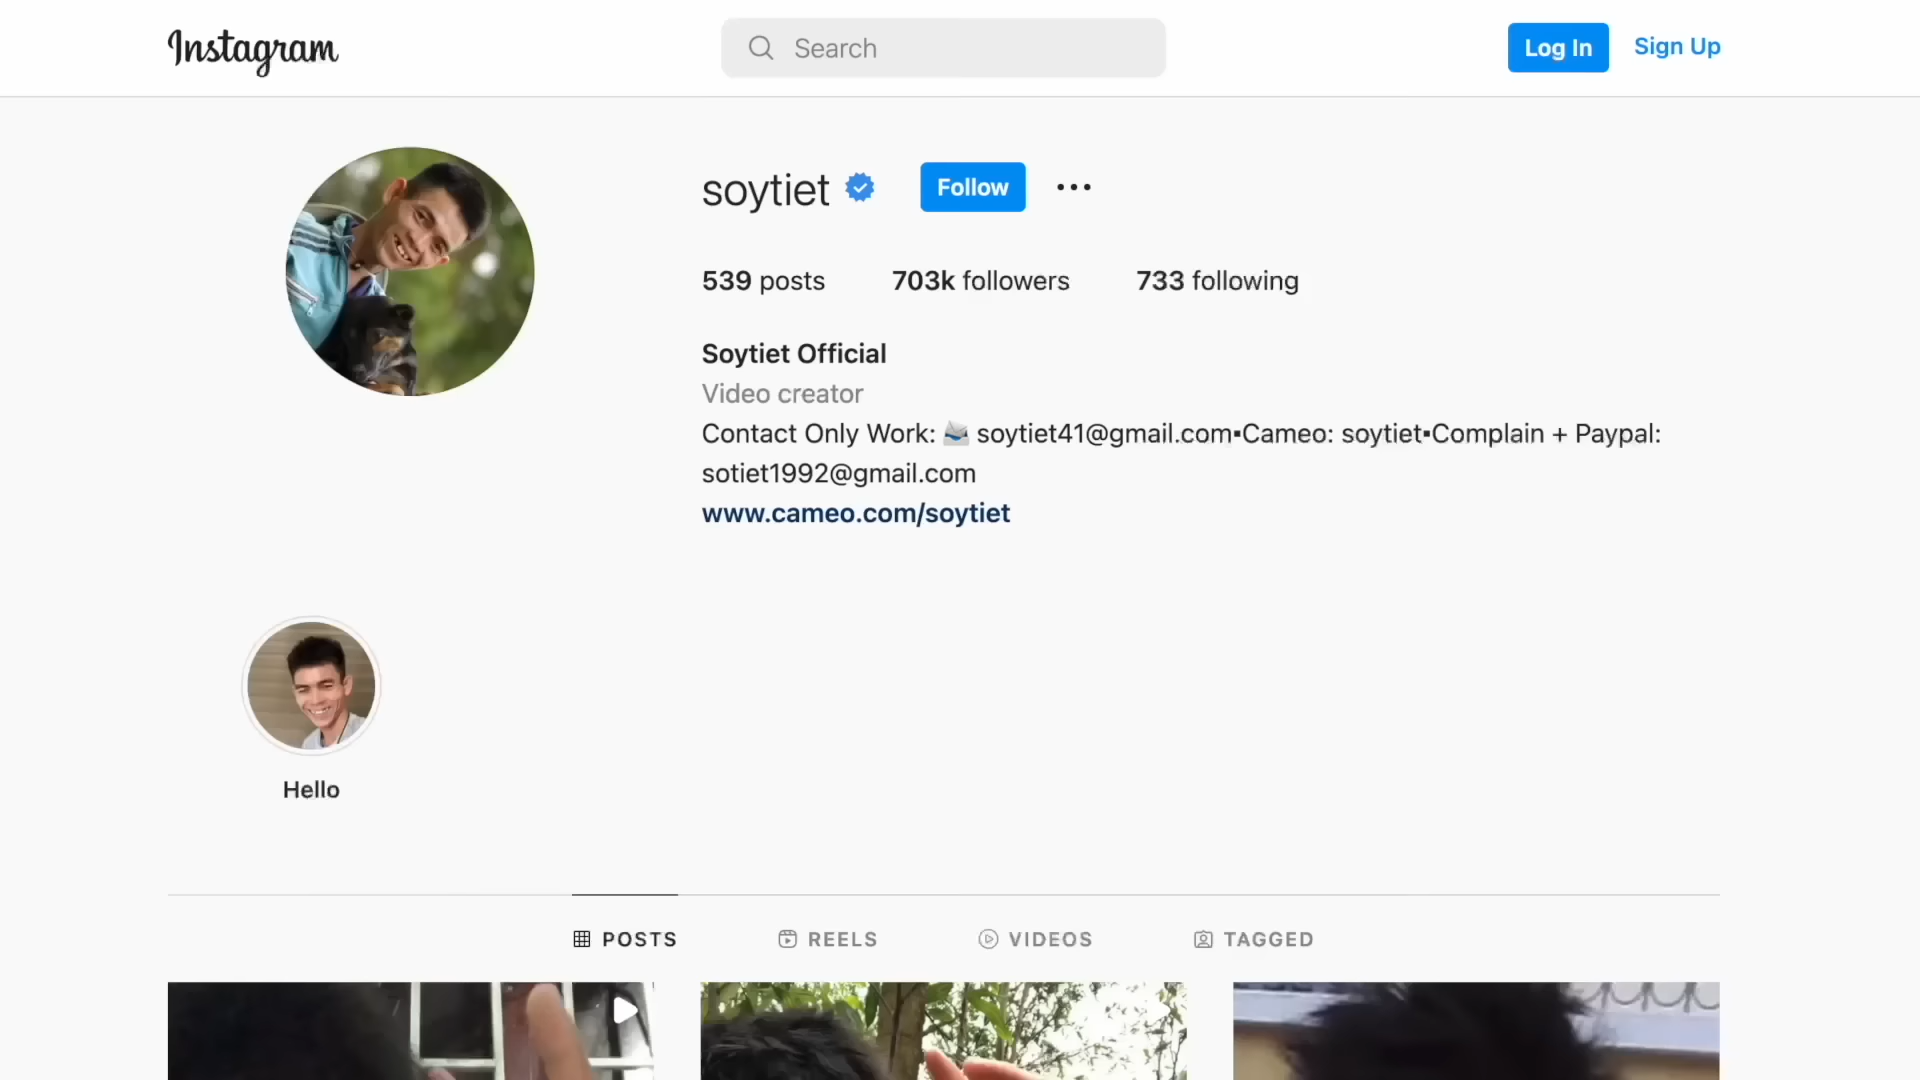 Instagram
Search
Log In
Sign Up
soytiet
Follow
539 posts
703k followers
733 following
Soytiet Official
Video creator
Contact Only Work: 📨 soytiet41@gmail.com▪Cameo: soytiet▪Complain + Paypal:
sotiet1992@gmail.com
www.cameo.com/soytiet
Hello
POSTS
REELS
VIDEOS
TAGGED